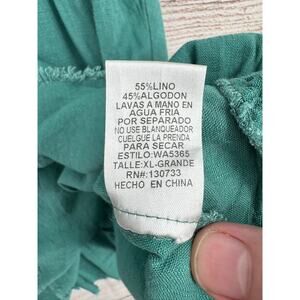 55%LINO
45%ALGODON
LAVAS A MANO EN
AGUA FRIA
POR SEPARADO
NO USE BLANQUEADOR
CUELGUE LA PRENDA
PARA SECAR
ESTILO:WA5365
TALLE:XL-GRANDE
RN#:130733
HECHO EN CHINA